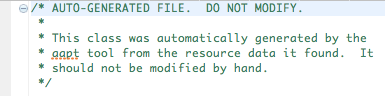 /* AUTO-GENERATED FILE.  DO NOT MODIFY.
 *
 * This class was automatically generated by the
 * aapt tool from the resource data it found.  It
 * should not be modified by hand.
 */